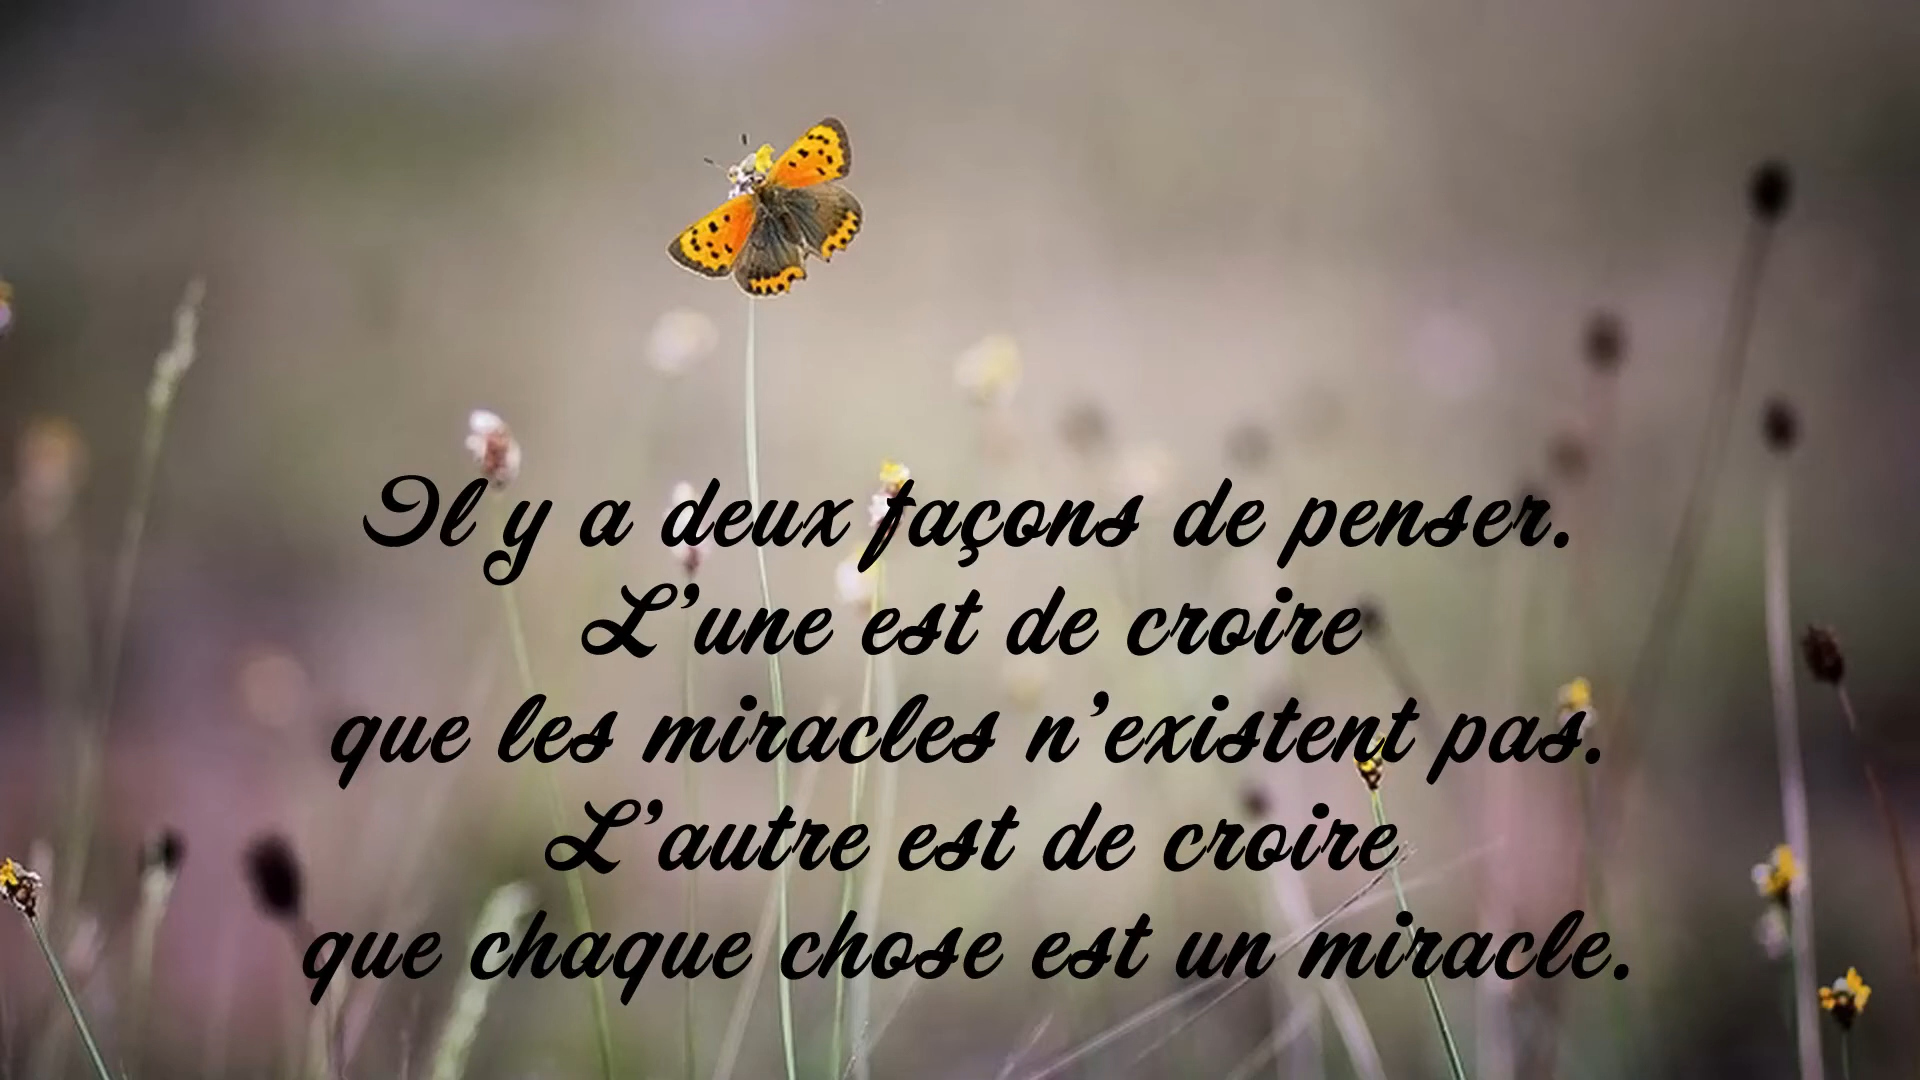 Il y a deux façons de penser.
L'une est de croire
que les miracles n'existent pas.
L'autre est de croire
que chaque chose est un miracle.